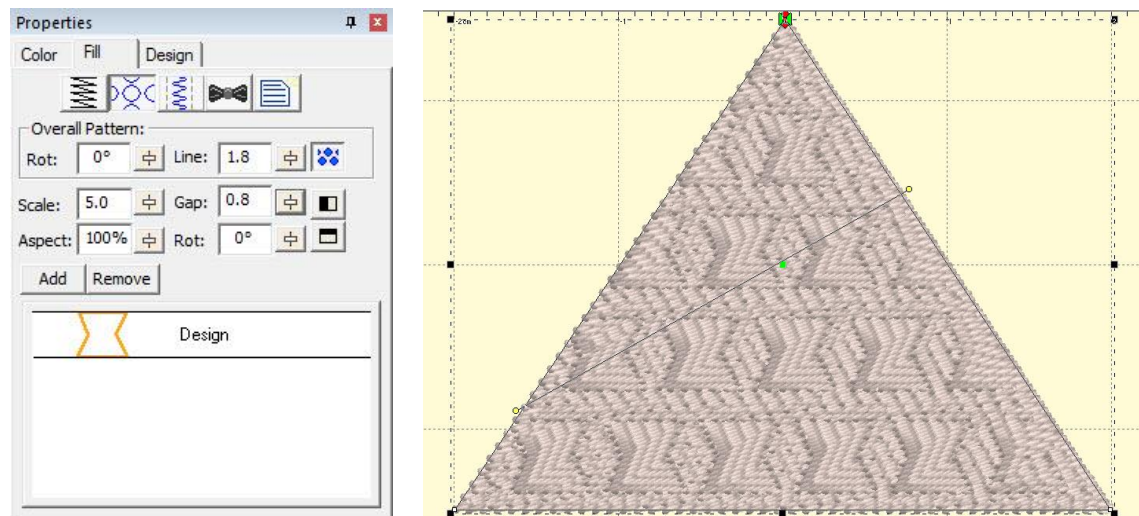 Properties
Color Fill Design
Overall Pattern:
Rot: 0° Line: 1.8
Scale: 5.0 Gap: 0.8
Aspect: 100% Rot: 0°
Add Remove
Design